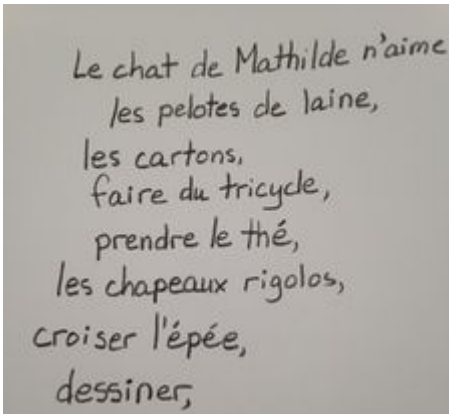 Le chat de Mathilde n'aime
les pelotes de laine,
les cartons,
faire du tricycle,
prendre le thé,
les chapeaux rigolos,
croiser l'épée,
dessiner,